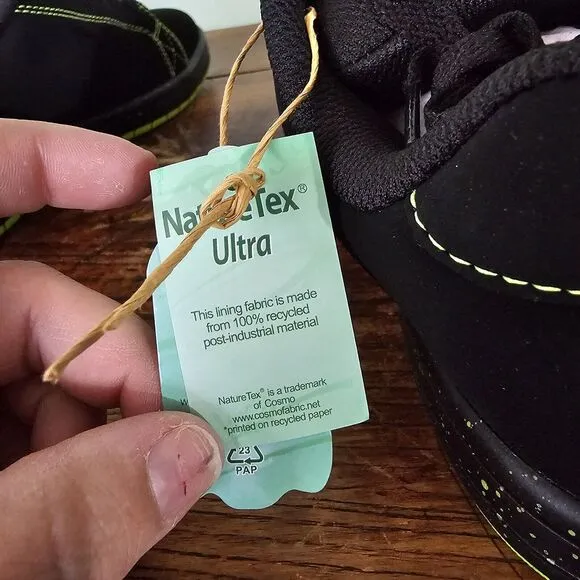 NatureTex®
Ultra
This lining fabric is made
from 100% recycled
post-industrial material
NatureTex® is a trademark
of Cosmo
www.cosmofabric.net
*printed on recycled paper
23
PAP